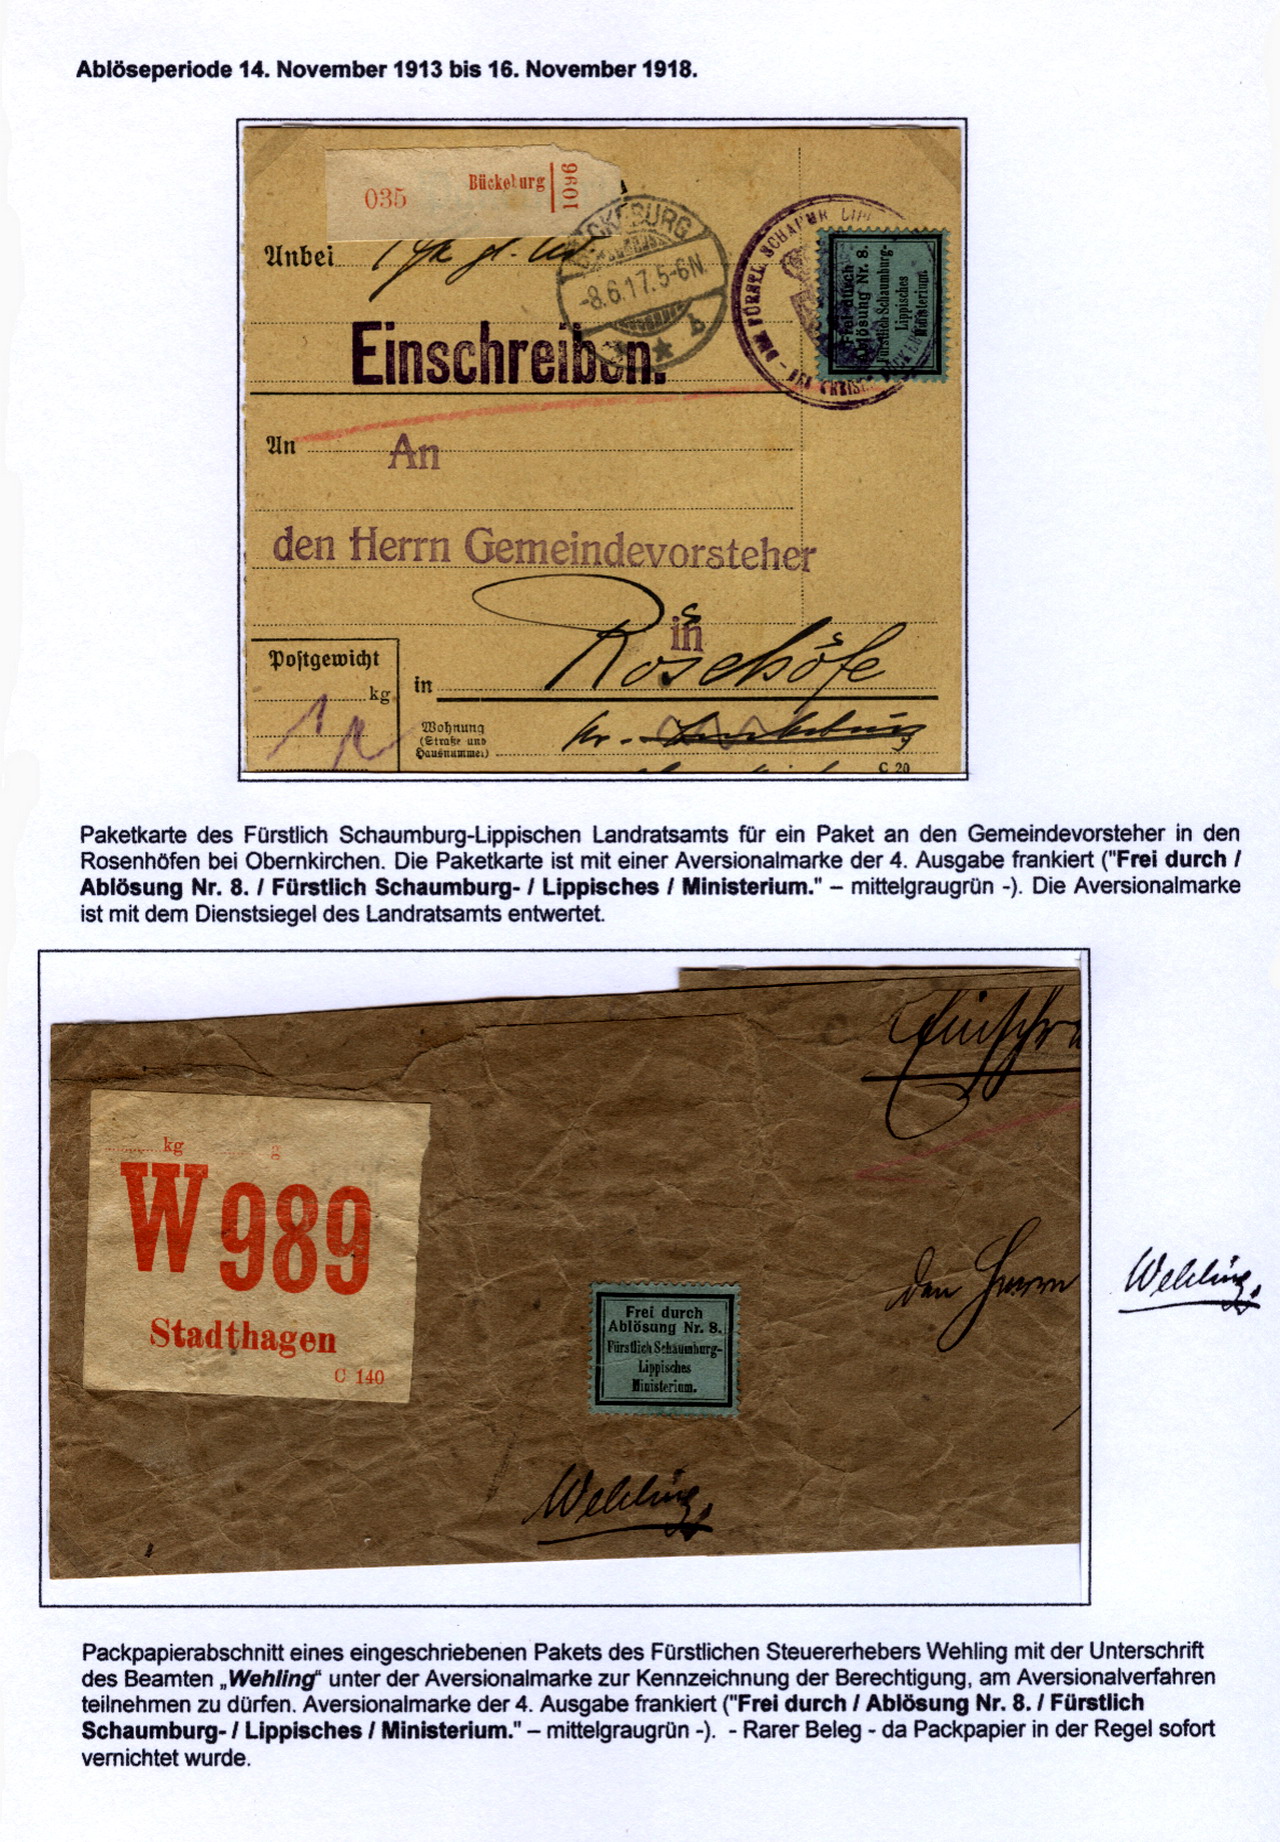 Ablöseperiode 14. November 1913 bis 16. November 1918.
035 Bückeburg 1096
BÜCKEBURG
-8.6.17.5-6N.
b
Anbei
Frei durch
Ablösung Nr. 8.
Fürstlich Schaumburg-
Lippisches
Ministerium.
Einschreiben.
An
An
den Herrn Gemeindevorsteher
in
Postgewicht
kg
in
Wohnung
(Straße und
Hausnummer)
C 20
Paketkarte des Fürstlich Schaumburg-Lippischen Landratsamts für ein Paket an den Gemeindevorsteher in den
Rosenhöfen bei Obernkirchen. Die Paketkarte ist mit einer Aversionalmarke der 4. Ausgabe frankiert ("Frei durch /
Ablösung Nr. 8. / Fürstlich Schaumburg- / Lippisches / Ministerium." – mittelgraugrün -). Die Aversionalmarke
ist mit dem Dienstsiegel des Landratsamts entwertet.
kg g
W 989
Stadthagen
C 140
Frei durch
Ablösung Nr. 8.
Fürstlich Schaumburg-
Lippisches
Ministerium.
den Herrn
Wehling
Wehling
Packpapierabschnitt eines eingeschriebenen Pakets des Fürstlichen Steuererhebers Wehling mit der Unterschrift
des Beamten „Wehling“ unter der Aversionalmarke zur Kennzeichnung der Berechtigung, am Aversionalverfahren
teilnehmen zu dürfen. Aversionalmarke der 4. Ausgabe frankiert ("Frei durch / Ablösung Nr. 8. / Fürstlich
Schaumburg- / Lippisches / Ministerium." – mittelgraugrün -). - Rarer Beleg - da Packpapier in der Regel sofort
vernichtet wurde.